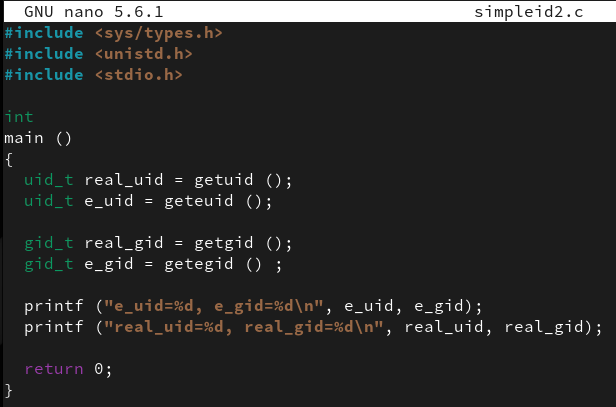 GNU nano 5.6.1 simpleid2.c
#include <sys/types.h>
#include <unistd.h>
#include <stdio.h>
int
main ()
{
uid_t real_uid = getuid ();
uid_t e_uid = geteuid ();
gid_t real_gid = getgid ();
gid_t e_gid = getegid () ;
printf ("e_uid=%d, e_gid=%d\n", e_uid, e_gid);
printf ("real_uid=%d, real_gid=%d\n", real_uid, real_gid);
return 0;
}